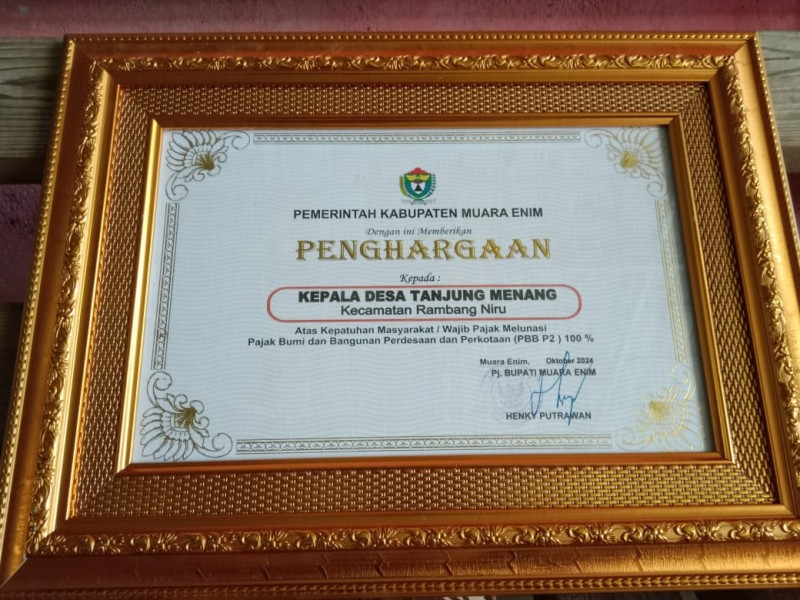 PEMERINTAH KABUPATEN MUARA ENIM
Dengan ini Memberikan
PENGHARGAAN
Kepada :
KEPALA DESA TANJUNG MENANG
Kecamatan Rambang Niru
Atas Kepatuhan Masyarakat / Wajib Pajak Melunasi
Pajak Bumi dan Bangunan Perdesaan dan Perkotaan (PBB P2 ) 100 %
Muara Enim, Oktober 2024
Pj. BUPATI MUARA ENIM
HENKY PUTRAWAN